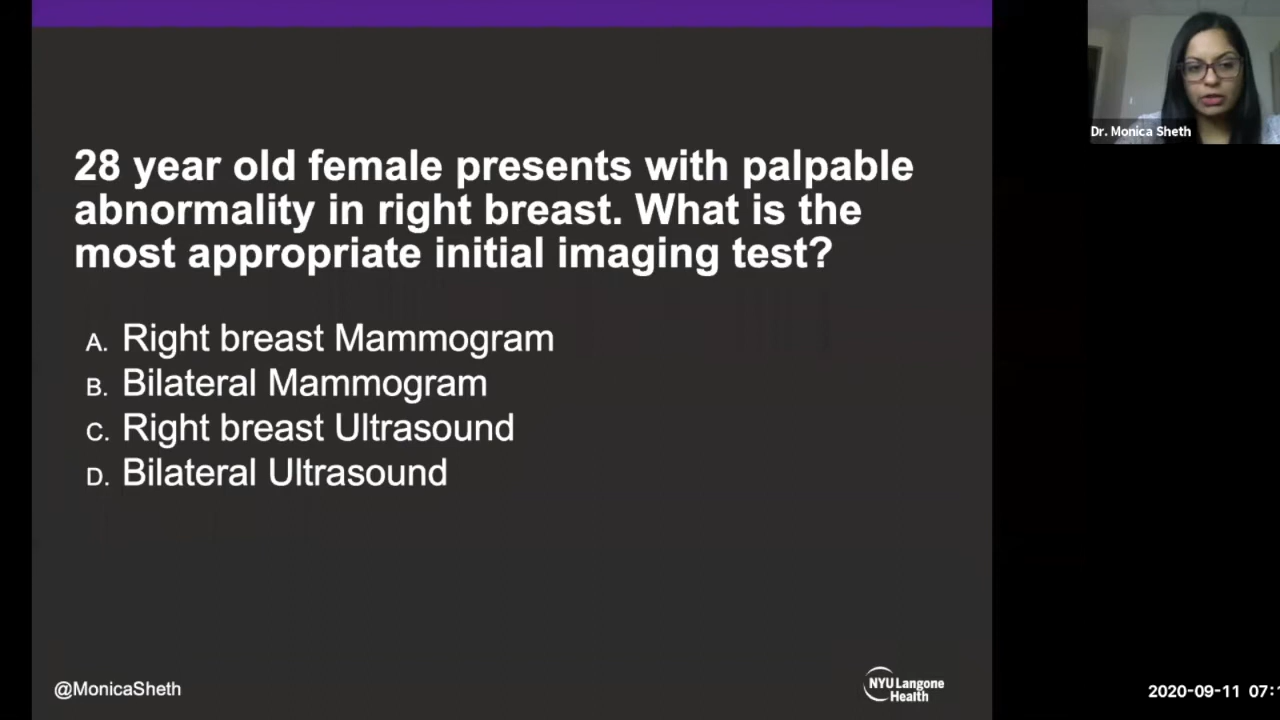 Dr. Monica Sheth
28 year old female presents with palpable
abnormality in right breast. What is the
most appropriate initial imaging test?
A. Right breast Mammogram
B. Bilateral Mammogram
C. Right breast Ultrasound
D. Bilateral Ultrasound
@MonicaSheth
NYU Langone
Health
2020-09-11 07: